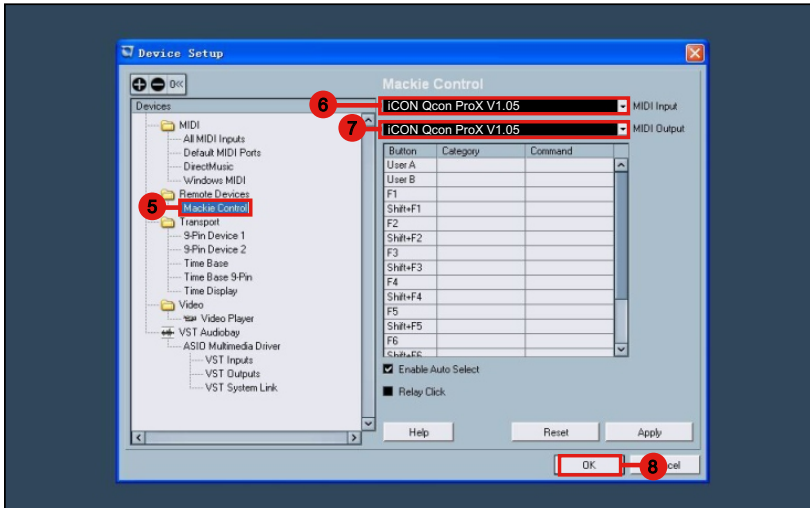 Device Setup
Mackie Control
Devices
6
iCON Qcon ProX V1.05
MIDI Input
7
iCON Qcon ProX V1.05
MIDI Output
MIDI
All MIDI Inputs
Default MIDI Ports
DirectMusic
Windows MIDI
Remote Devices
5
Mackie Control
Transport
9-Pin Device 1
9-Pin Device 2
Time Base
Time Base 9-Pin
Time Display
Video
Video Player
VST Audiobay
ASIO Multimedia Driver
VST Inputs
VST Outputs
VST System Link
Button Category Command
User A
User B
F1
Shift+F1
F2
Shift+F2
F3
Shift+F3
F4
Shift+F4
F5
Shift+F5
F6
Shift+F6
Enable Auto Select
Relay Click
Help Reset Apply
OK
8
cel